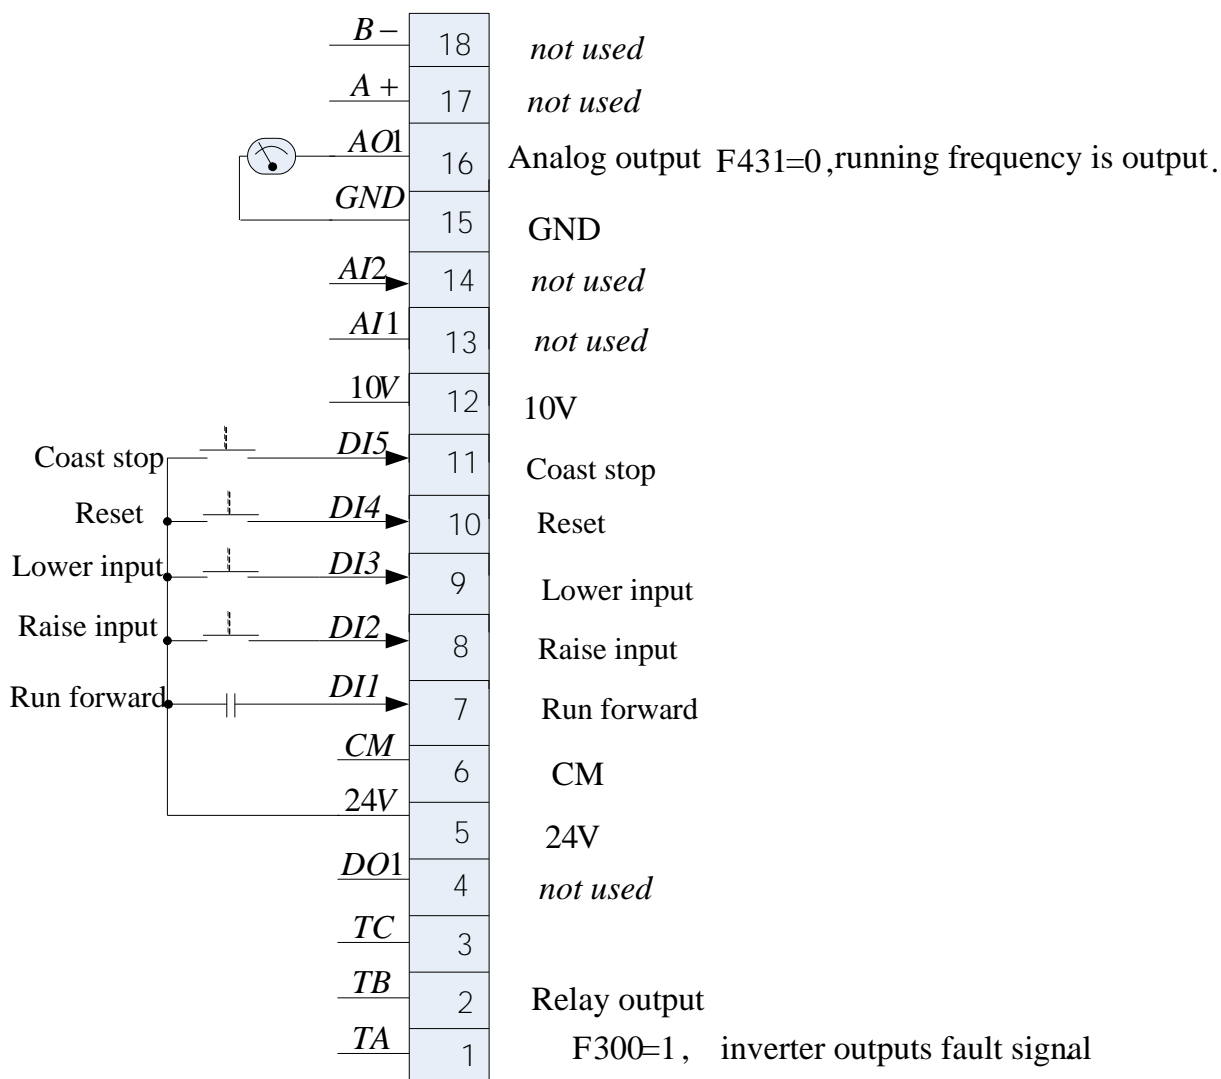 B – 18 not used
A + 17 not used
AO1 16 Analog output F431=0,running frequency is output.
GND 15 GND
AI2 14 not used
AI1 13 not used
10V 12 10V
Coast stop DI5 11 Coast stop
Reset DI4 10 Reset
Lower input DI3 9 Lower input
Raise input DI2 8 Raise input
Run forward DI1 7 Run forward
CM 6 CM
24V 5 24V
DO1 4 not used
TC 3
TB 2 Relay output
TA 1 F300=1, inverter outputs fault signal.